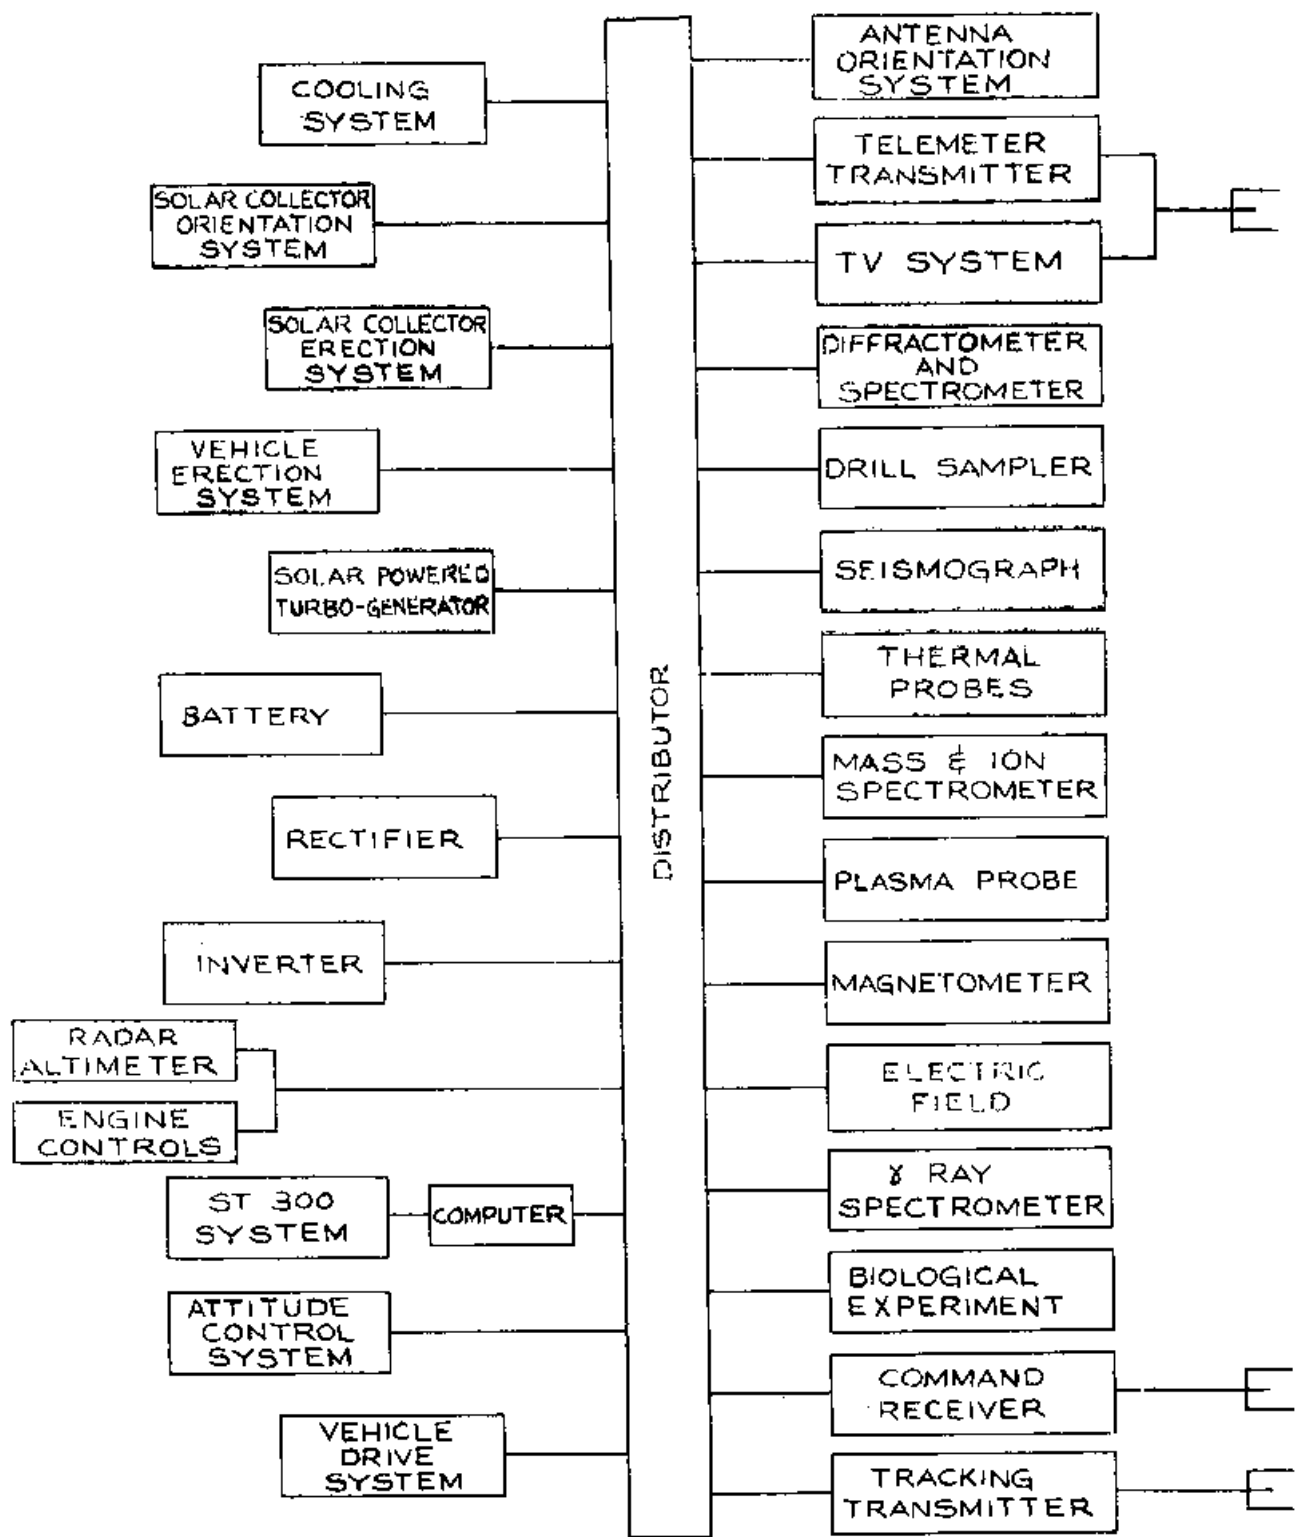 COOLING
SYSTEM
SOLAR COLLECTOR
ORIENTATION
SYSTEM
SOLAR COLLECTOR
ERECTION
SYSTEM
VEHICLE
ERECTION
SYSTEM
SOLAR POWERED
TURBO-GENERATOR
BATTERY
RECTIFIER
INVERTER
RADAR
ALTIMETER
ENGINE
CONTROLS
ST 300
SYSTEM
COMPUTER
ATTITUDE
CONTROL
SYSTEM
VEHICLE
DRIVE
SYSTEM
DISTRIBUTOR
ANTENNA
ORIENTATION
SYSTEM
TELEMETER
TRANSMITTER
TV SYSTEM
DIFFRACTOMETER
AND
SPECTROMETER
DRILL SAMPLER
SEISMOGRAPH
THERMAL
PROBES
MASS & ION
SPECTROMETER
PLASMA PROBE
MAGNETOMETER
ELECTRIC
FIELD
γ RAY
SPECTROMETER
BIOLOGICAL
EXPERIMENT
COMMAND
RECEIVER
TRACKING
TRANSMITTER